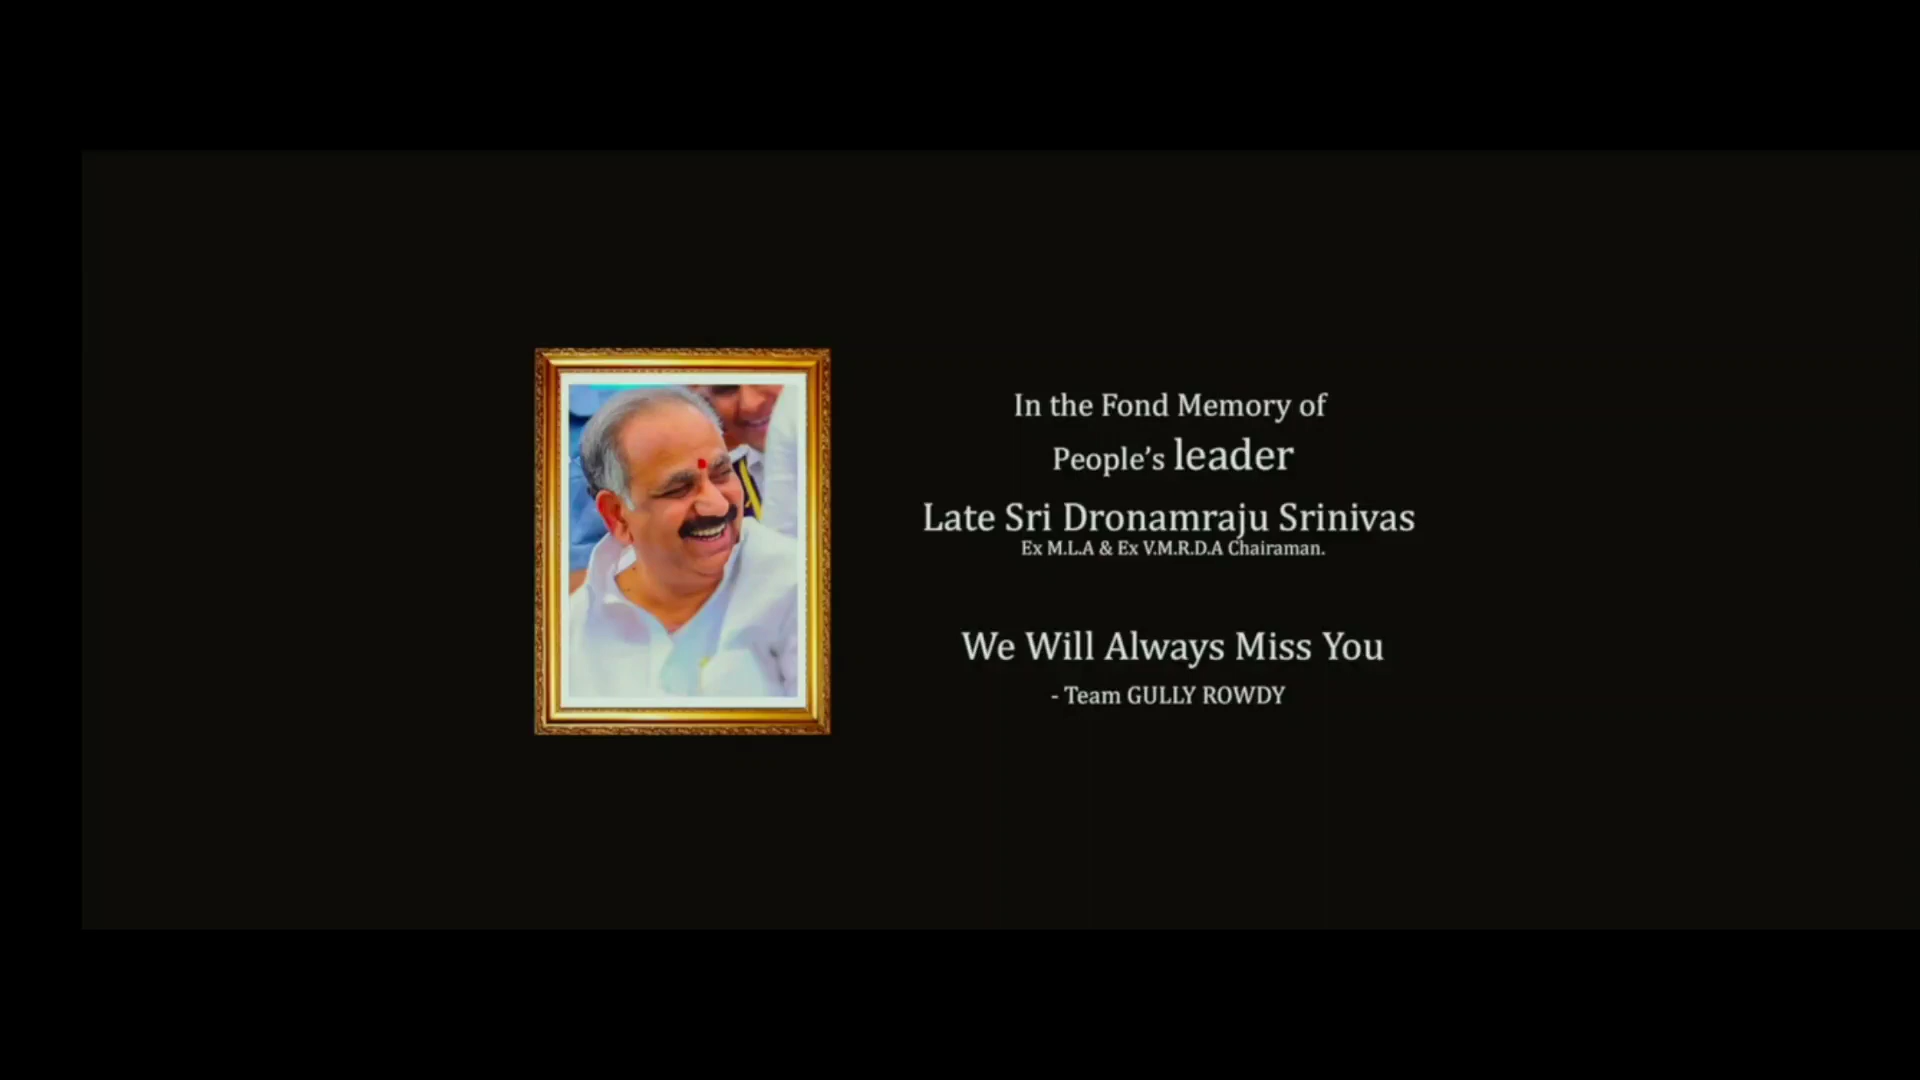 In the Fond Memory of
People's leader
Late Sri Dronamraju Srinivas
Ex M.L.A & Ex V.M.R.D.A Chairaman.
We Will Always Miss You
- Team GULLY ROWDY